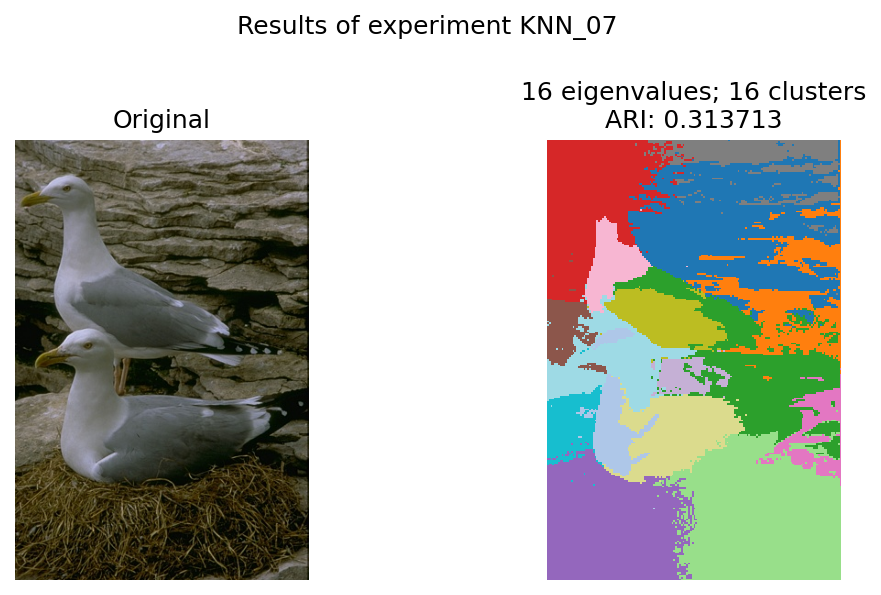 Results of experiment KNN_07
Original
16 eigenvalues; 16 clusters
ARI: 0.313713